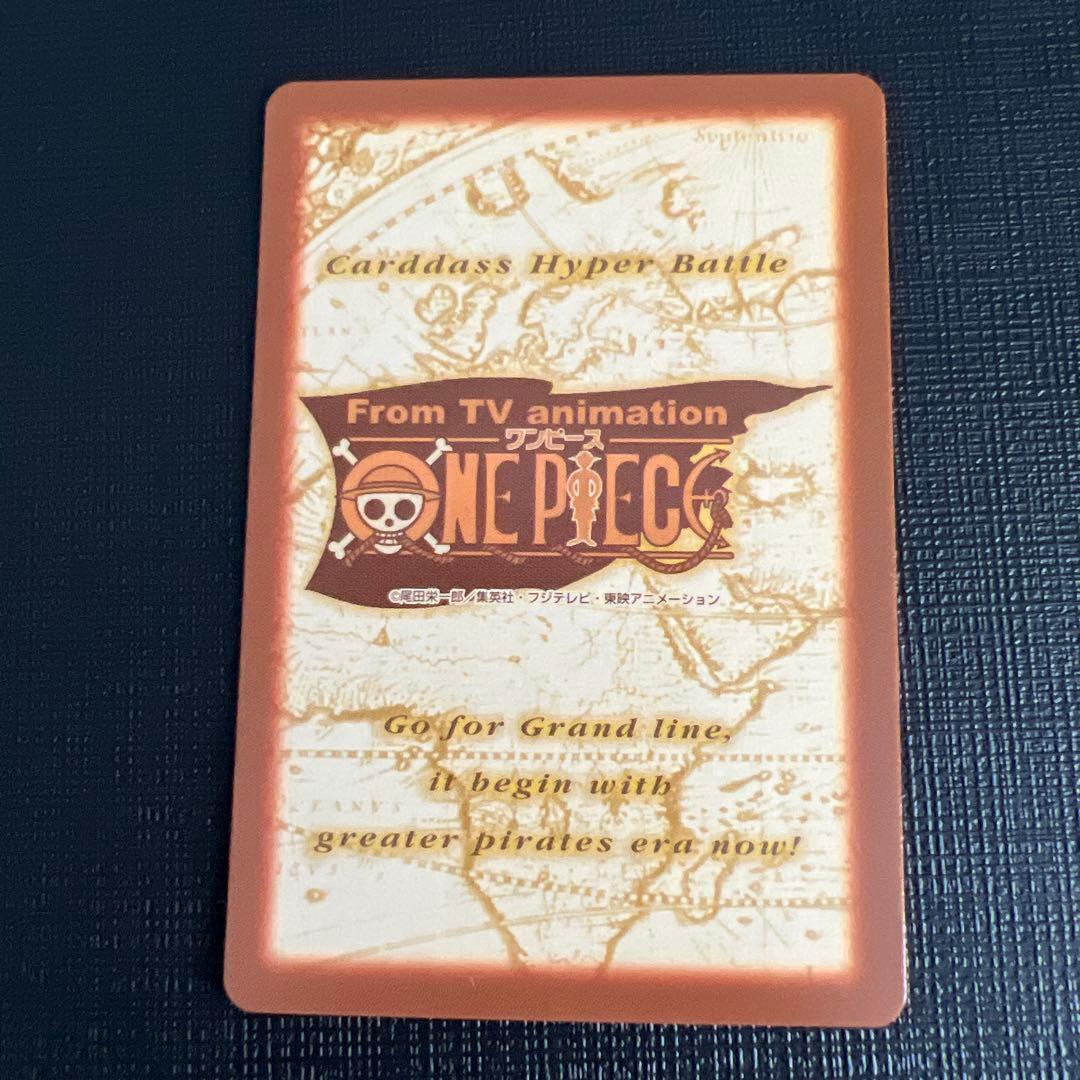 Septentrio
Carddass Hyper Battle
From TV animation
ワンピース
ONE PIECE
©尾田栄一郎／集英社・フジテレビ・東映アニメーション
Go for Grand line,
it begin with
greater pirates era now!